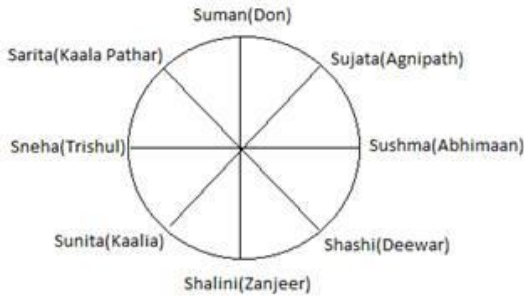 Suman(Don)
Sarita(Kaala Pathar)
Sujata(Agnipath)
Sneha(Trishul)
Sushma(Abhimaan)
Sunita(Kaalia)
Shashi(Deewar)
Shalini(Zanjeer)